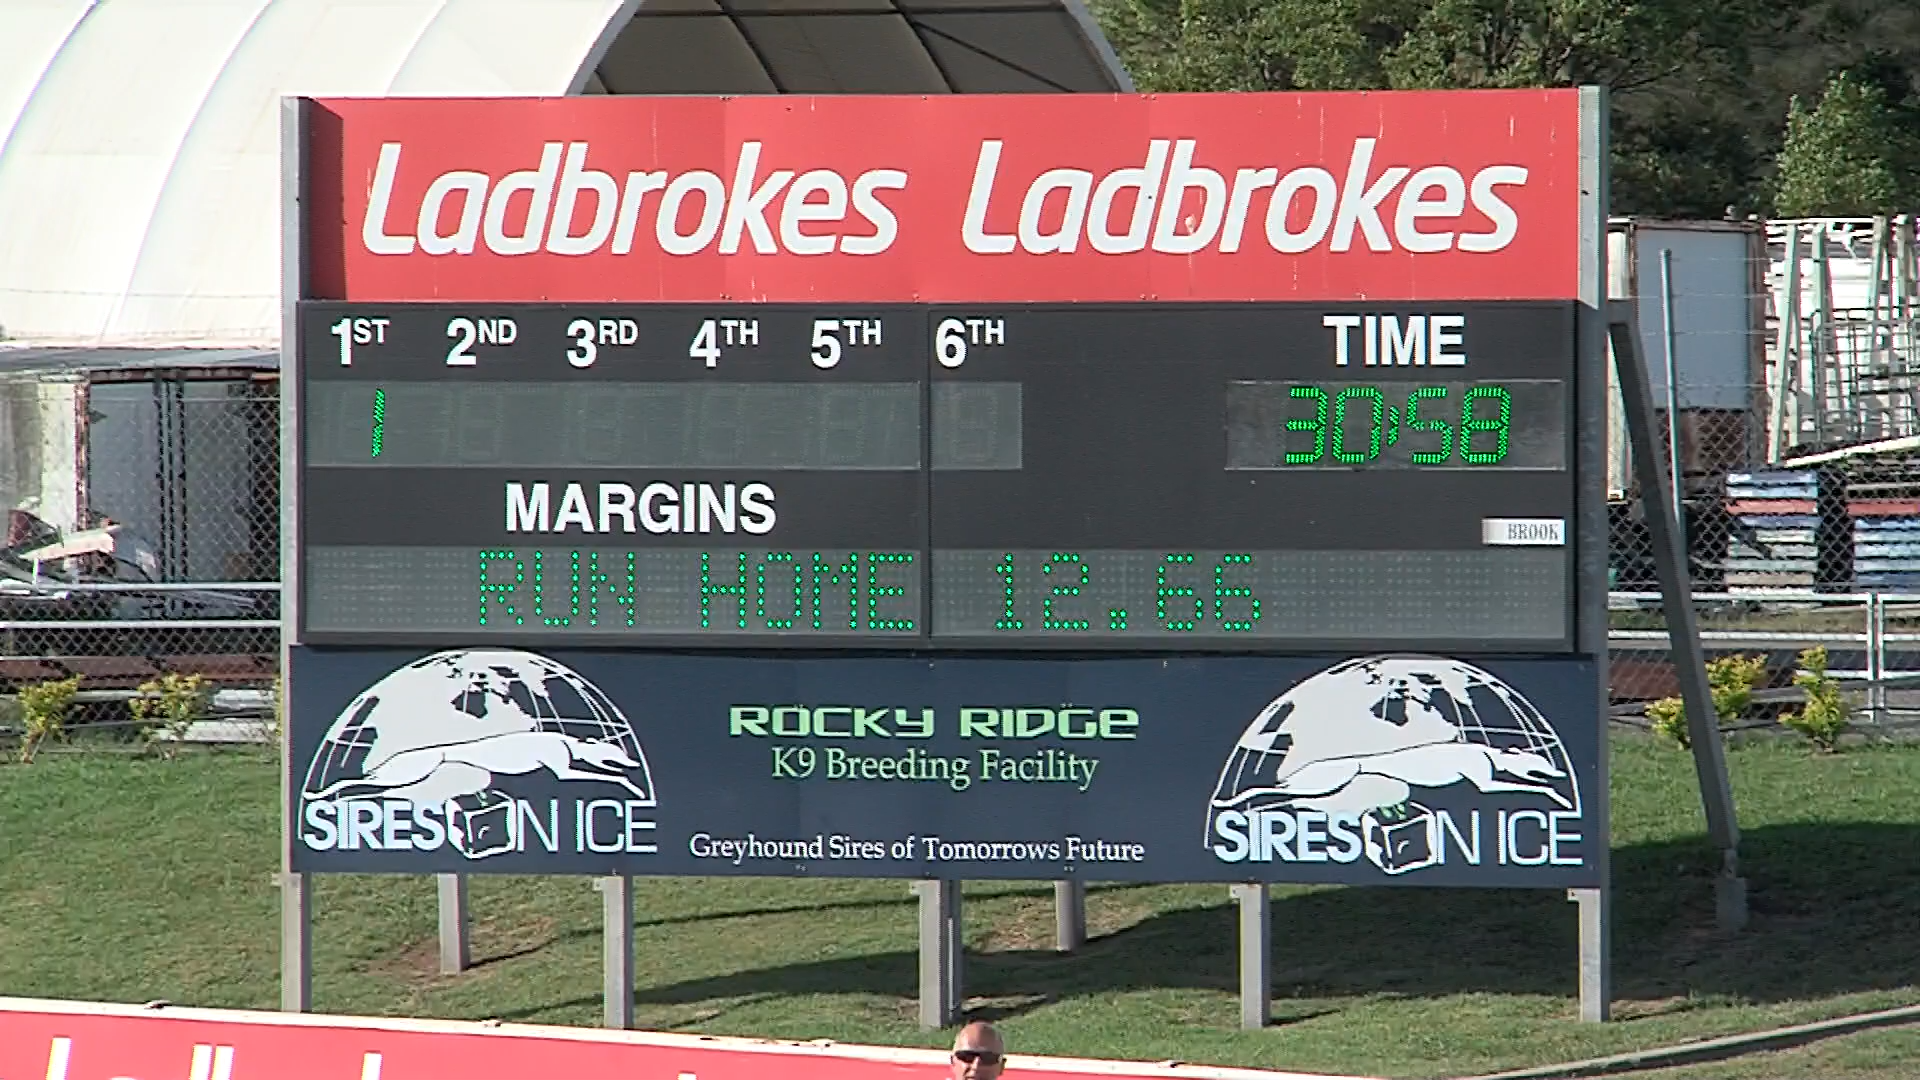 Ladbrokes Ladbrokes
1ST 2ND 3RD 4TH 5TH 6TH TIME
1 30:58
MARGINS
BROOK
RUN HOME 12.66
ROCKY RIDGE
K9 Breeding Facility
SIRES ON ICE
Greyhound Sires of Tomorrows Future
SIRES ON ICE